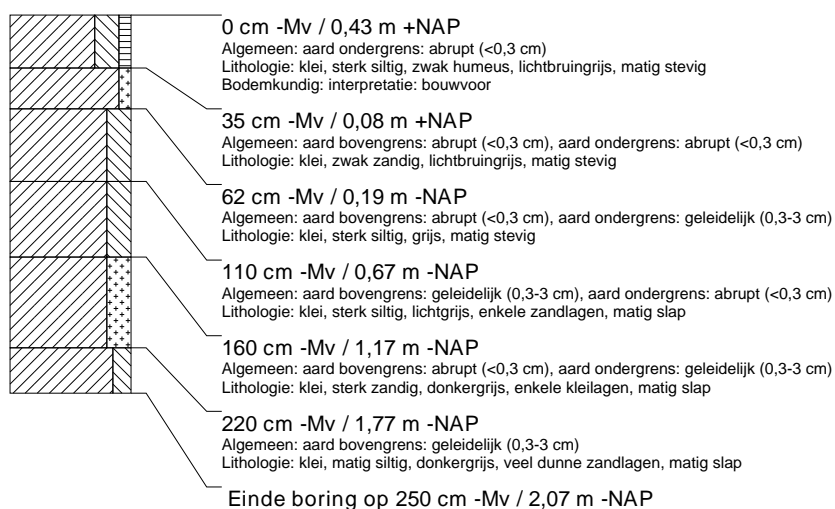 0 cm -Mv / 0,43 m +NAP
Algemeen: aard ondergrens: abrupt (<0,3 cm)
Lithologie: klei, sterk siltig, zwak humeus, lichtbruingrijs, matig stevig
Bodemkundig: interpretatie: bouwvoor
35 cm -Mv / 0,08 m +NAP
Algemeen: aard bovengrens: abrupt (<0,3 cm), aard ondergrens: abrupt (<0,3 cm)
Lithologie: klei, zwak zandig, lichtbruingrijs, matig stevig
62 cm -Mv / 0,19 m -NAP
Algemeen: aard bovengrens: abrupt (<0,3 cm), aard ondergrens: geleidelijk (0,3-3 cm)
Lithologie: klei, sterk siltig, grijs, matig stevig
110 cm -Mv / 0,67 m -NAP
Algemeen: aard bovengrens: geleidelijk (0,3-3 cm), aard ondergrens: abrupt (<0,3 cm)
Lithologie: klei, sterk siltig, lichtgrijs, enkele zandlagen, matig slap
160 cm -Mv / 1,17 m -NAP
Algemeen: aard bovengrens: abrupt (<0,3 cm), aard ondergrens: geleidelijk (0,3-3 cm)
Lithologie: klei, sterk zandig, donkergrijs, enkele kleilagen, matig slap
220 cm -Mv / 1,77 m -NAP
Algemeen: aard bovengrens: geleidelijk (0,3-3 cm)
Lithologie: klei, matig siltig, donkergrijs, veel dunne zandlagen, matig slap
Einde boring op 250 cm -Mv / 2,07 m -NAP